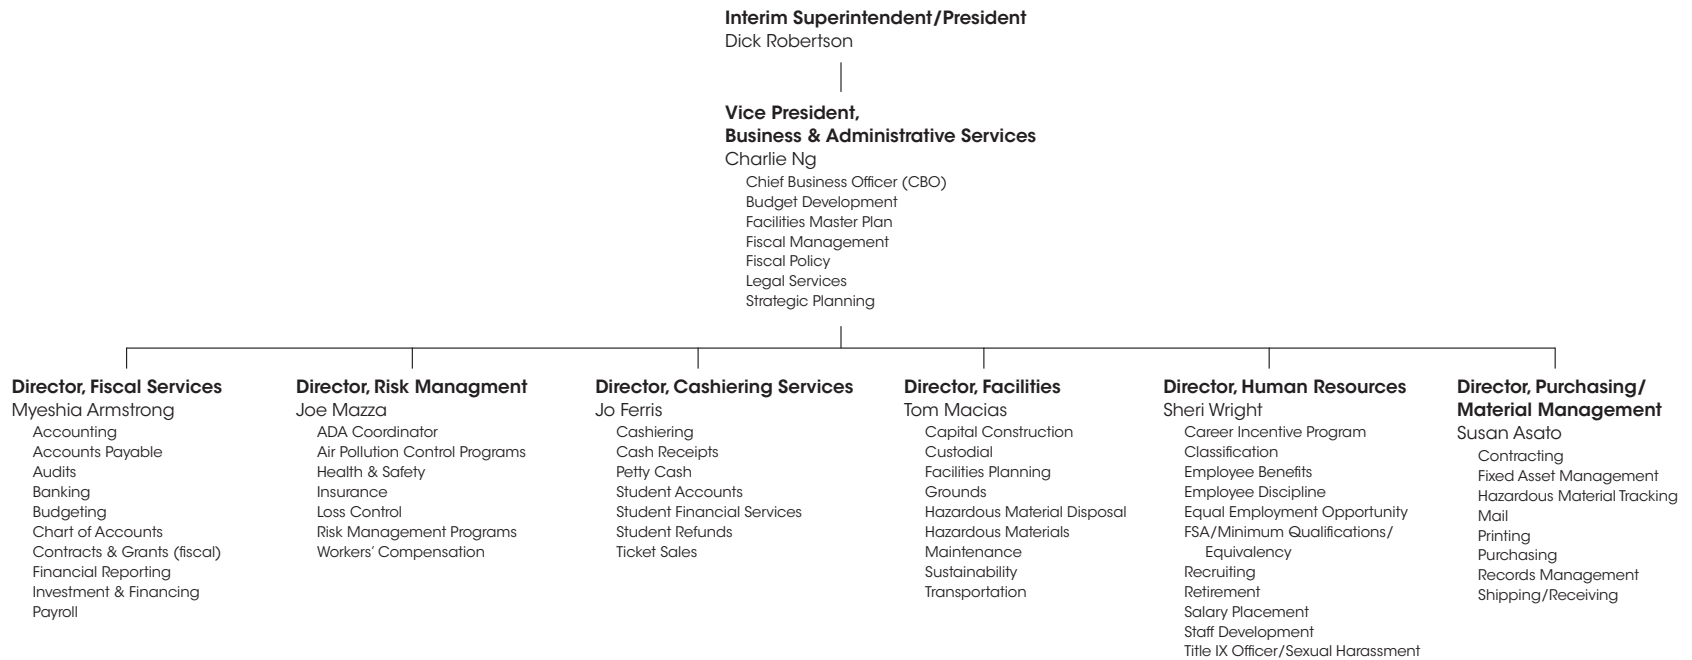 Interim Superintendent/President
Dick Robertson
Vice President,
Business & Administrative Services
Charlie Ng
Chief Business Officer (CBO)
Budget Development
Facilities Master Plan
Fiscal Management
Fiscal Policy
Legal Services
Strategic Planning
Director, Fiscal Services
Myeshia Armstrong
Accounting
Accounts Payable
Audits
Banking
Budgeting
Chart of Accounts
Contracts & Grants (fiscal)
Financial Reporting
Investment & Financing
Payroll
Director, Risk Managment
Joe Mazza
ADA Coordinator
Air Pollution Control Programs
Health & Safety
Insurance
Loss Control
Risk Management Programs
Workers' Compensation
Director, Cashiering Services
Jo Ferris
Cashiering
Cash Receipts
Petty Cash
Student Accounts
Student Financial Services
Student Refunds
Ticket Sales
Director, Facilities
Tom Macias
Capital Construction
Custodial
Facilities Planning
Grounds
Hazardous Material Disposal
Hazardous Materials
Maintenance
Sustainability
Transportation
Director, Human Resources
Sheri Wright
Career Incentive Program
Classification
Employee Benefits
Employee Discipline
Equal Employment Opportunity
FSA/Minimum Qualifications/
Equivalency
Recruiting
Retirement
Salary Placement
Staff Development
Title IX Officer/Sexual Harassment
Director, Purchasing/
Material Management
Susan Asato
Contracting
Fixed Asset Management
Hazardous Material Tracking
Mail
Printing
Purchasing
Records Management
Shipping/Receiving